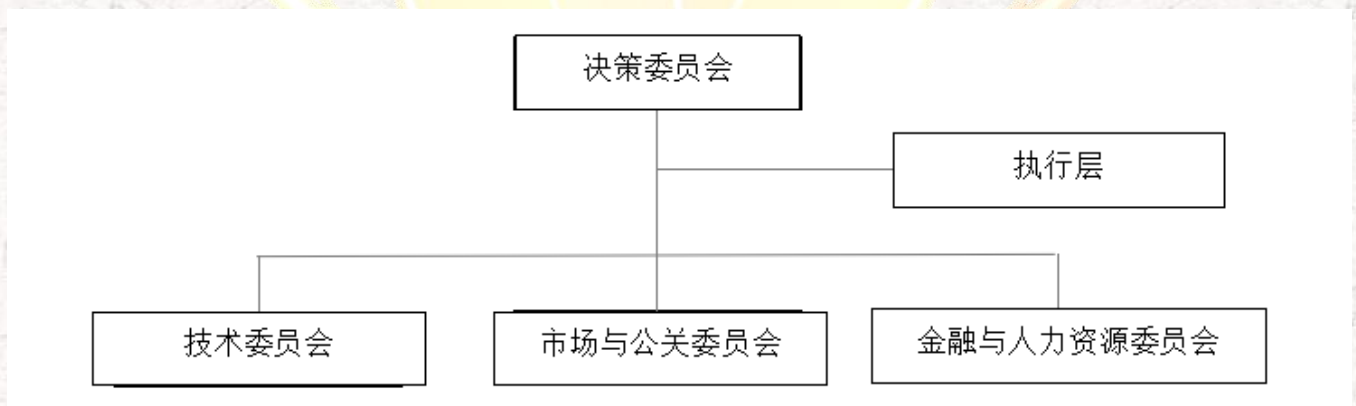 决策委员会
执行层
技术委员会
市场与公关委员会
金融与人力资源委员会